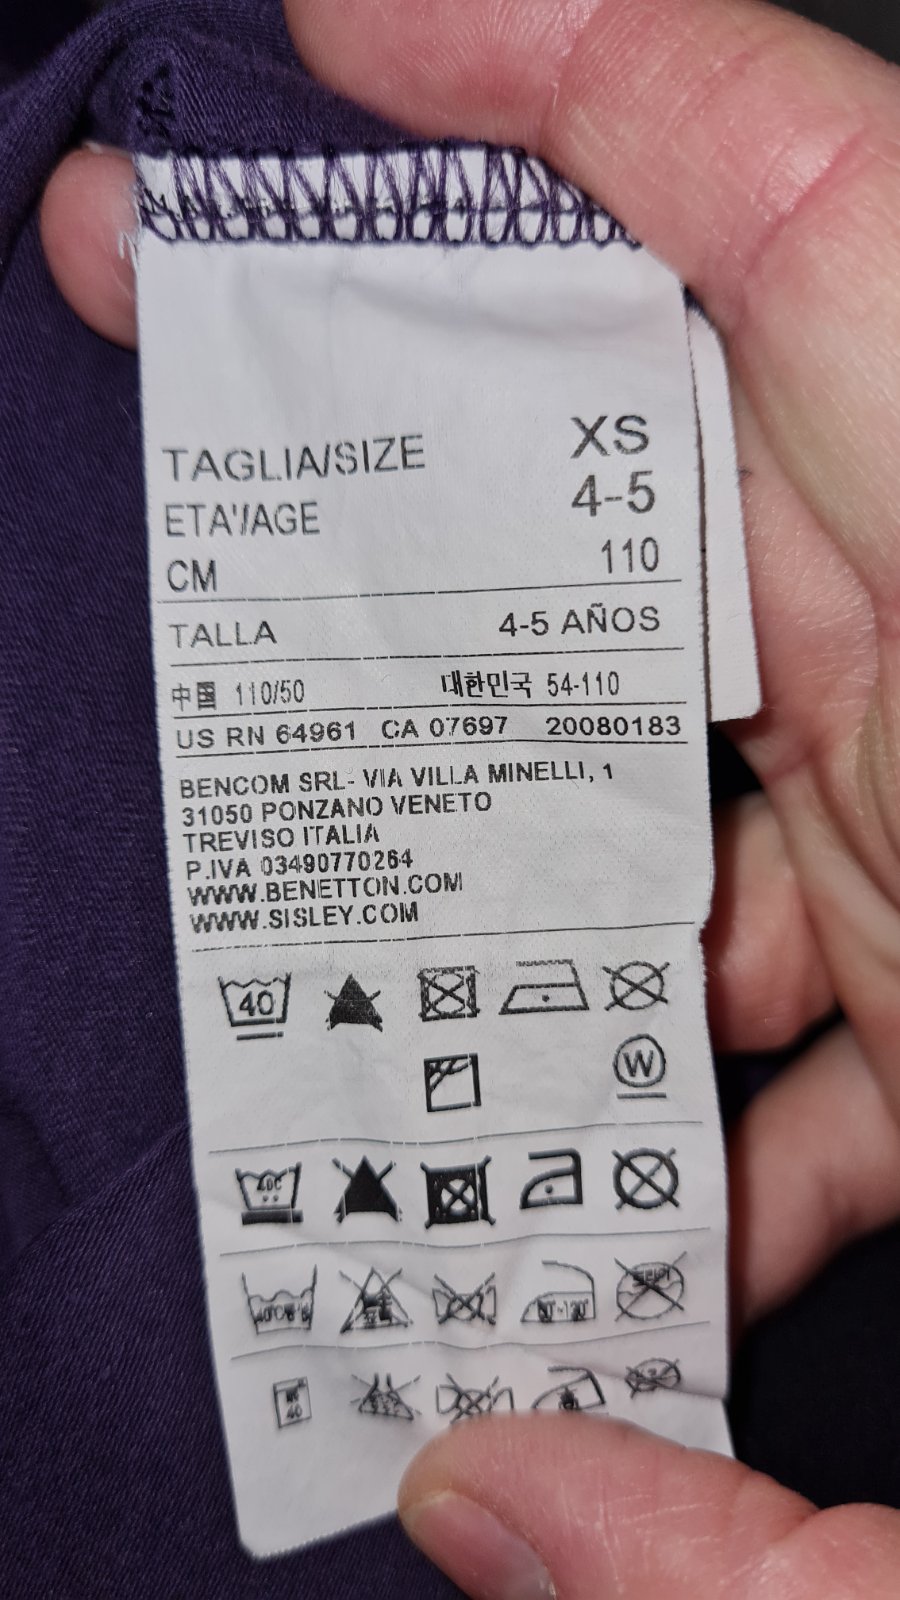 TAGLIA/SIZE XS
ETA'/AGE 4-5
CM 110
TALLA 4-5 AÑOS
中国 110/50 대한민국 54-110
US RN 64961 CA 07697 20080183
BENCOM SRL- VIA VILLA MINELLI, 1
31050 PONZANO VENETO
TREVISO ITALIA
P.IVA 03490770264
WWW.BENETTON.COM
WWW.SISLEY.COM
40
W
40